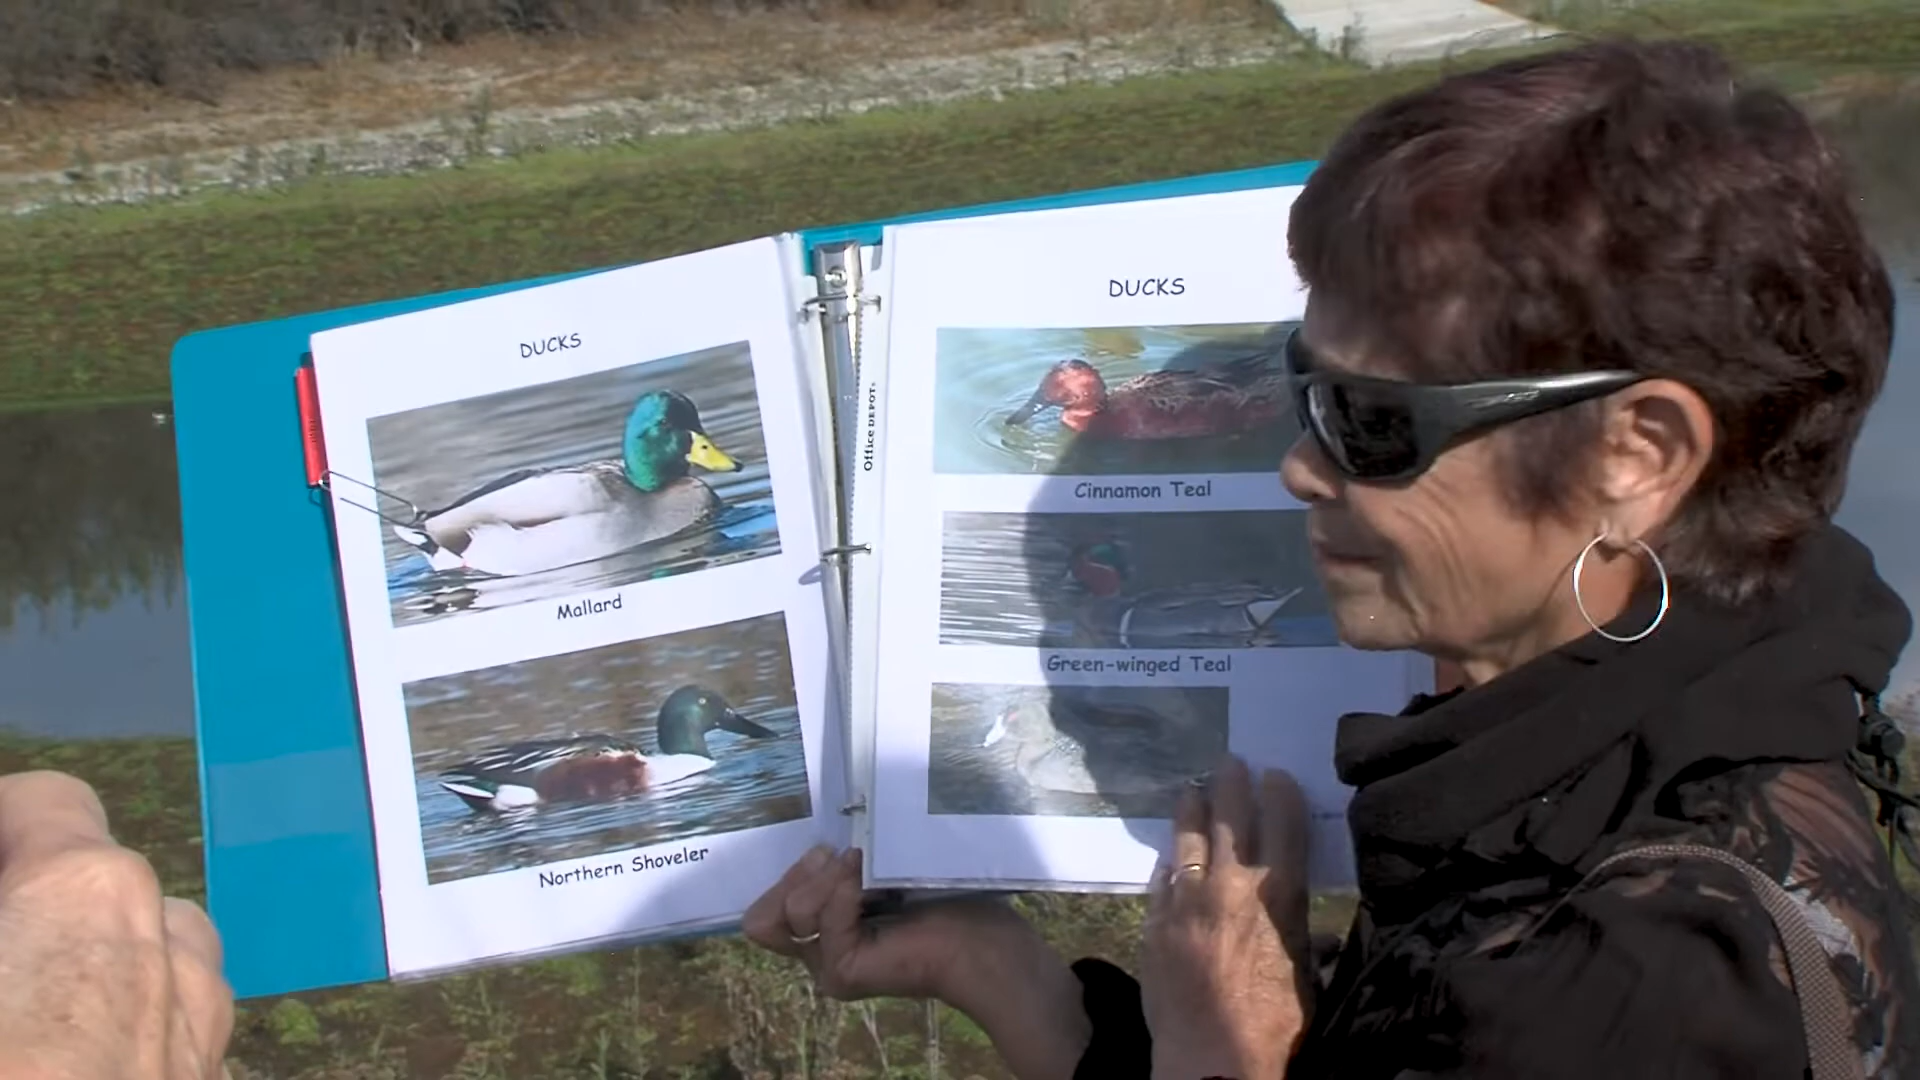 DUCKS
Mallard
Northern Shoveler
Office DEPOT.
DUCKS
Cinnamon Teal
Green-winged Teal